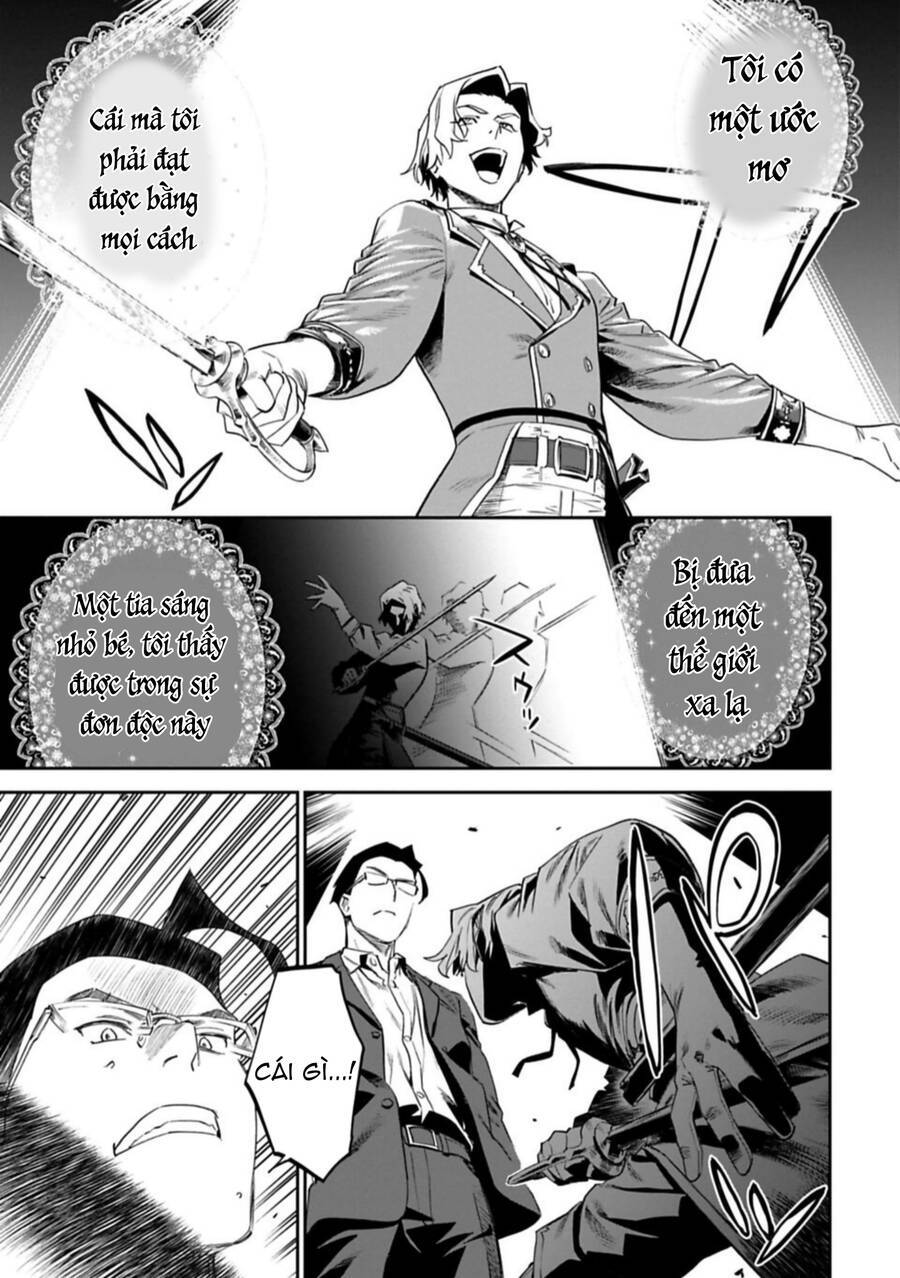 Tôi có
một ước
mơ
Cái mà tôi
phải đạt
được bằng
mọi cách
Bị đưa
đến một
thế giới
xa lạ
Một tia sáng
nhỏ bé, tôi thấy
được trong sự
đơn độc này
CÁI GÌ...!